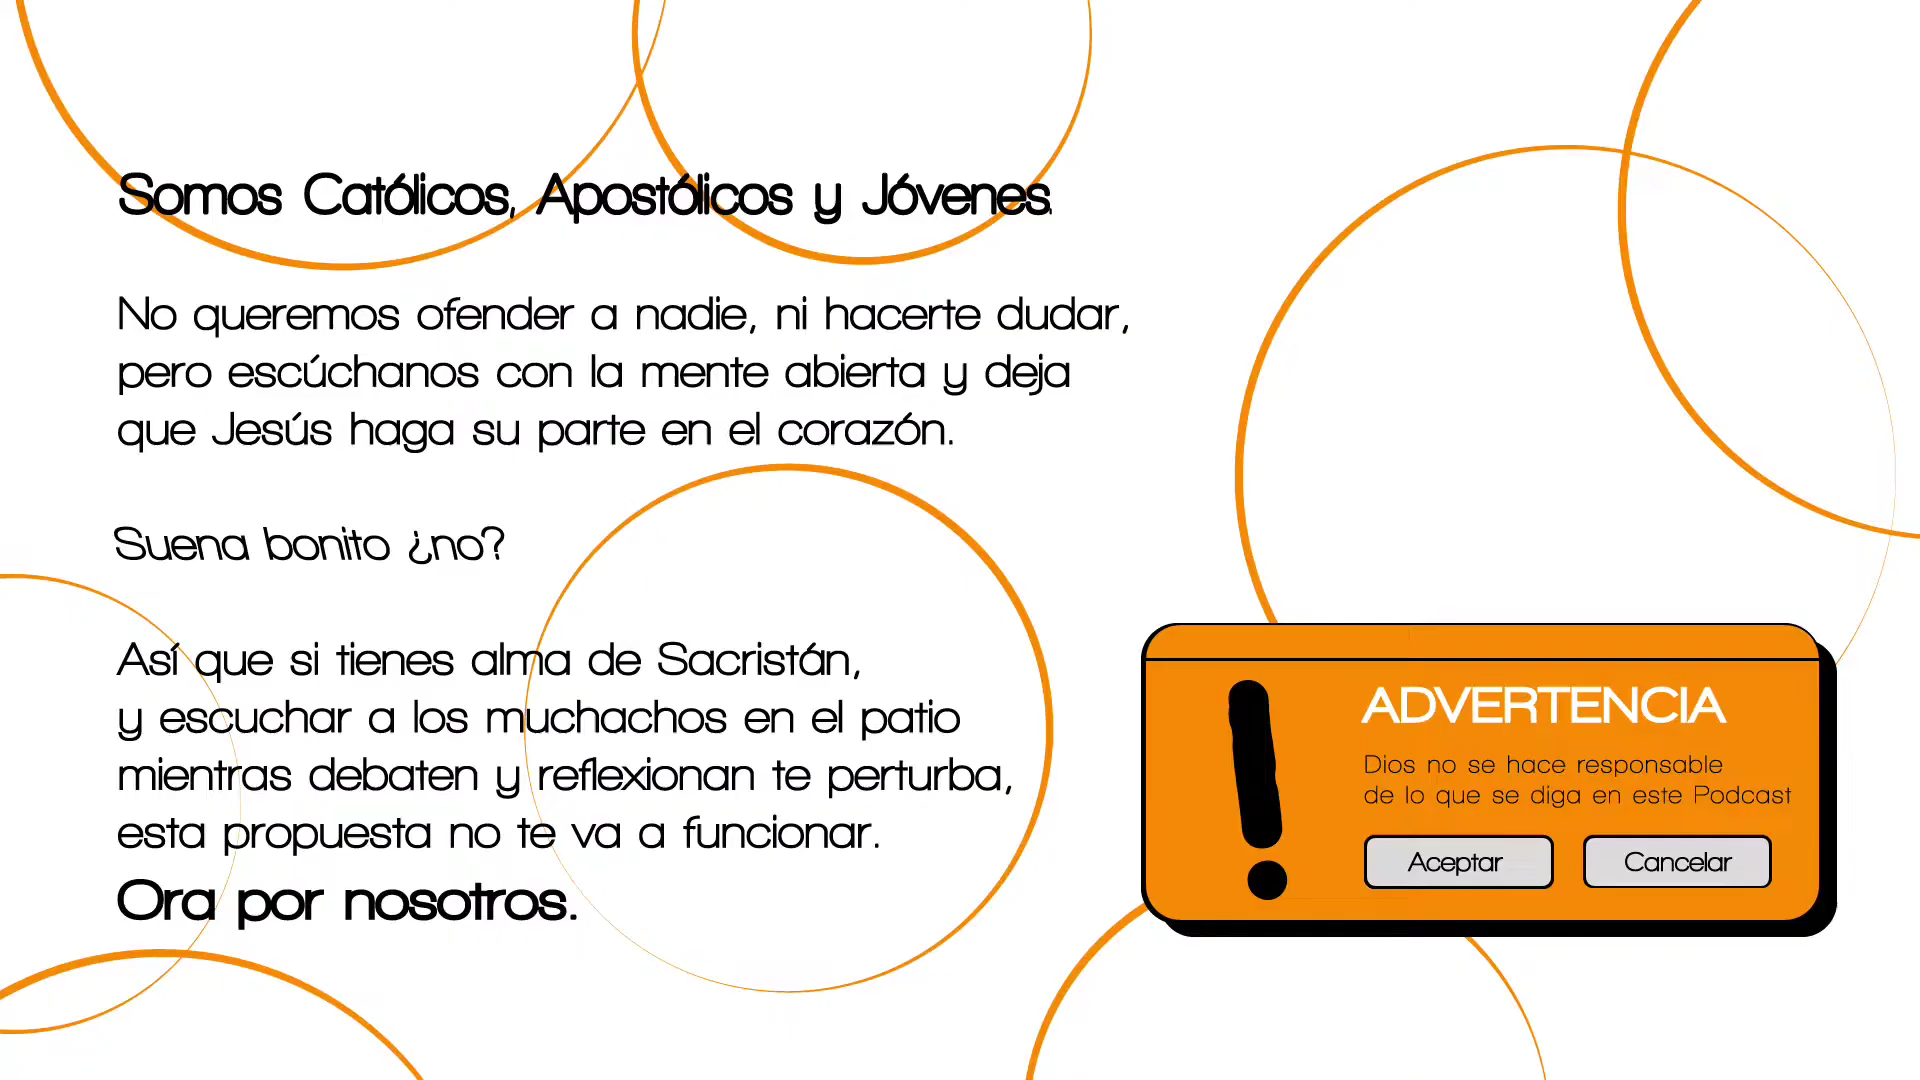 Somos Católicos, Apostólicos y Jóvenes.
No queremos ofender a nadie, ni hacerte dudar,
pero escúchanos con la mente abierta y deja
que Jesús haga su parte en el corazón.
Suena bonito ¿no?
Así que si tienes alma de Sacristán,
y escuchar a los muchachos en el patio
mientras debaten y reflexionan te perturba,
esta propuesta no te va a funcionar.
Ora por nosotros.
ADVERTENCIA
Dios no se hace responsable
de lo que se diga en este Podcast
Aceptar
Cancelar